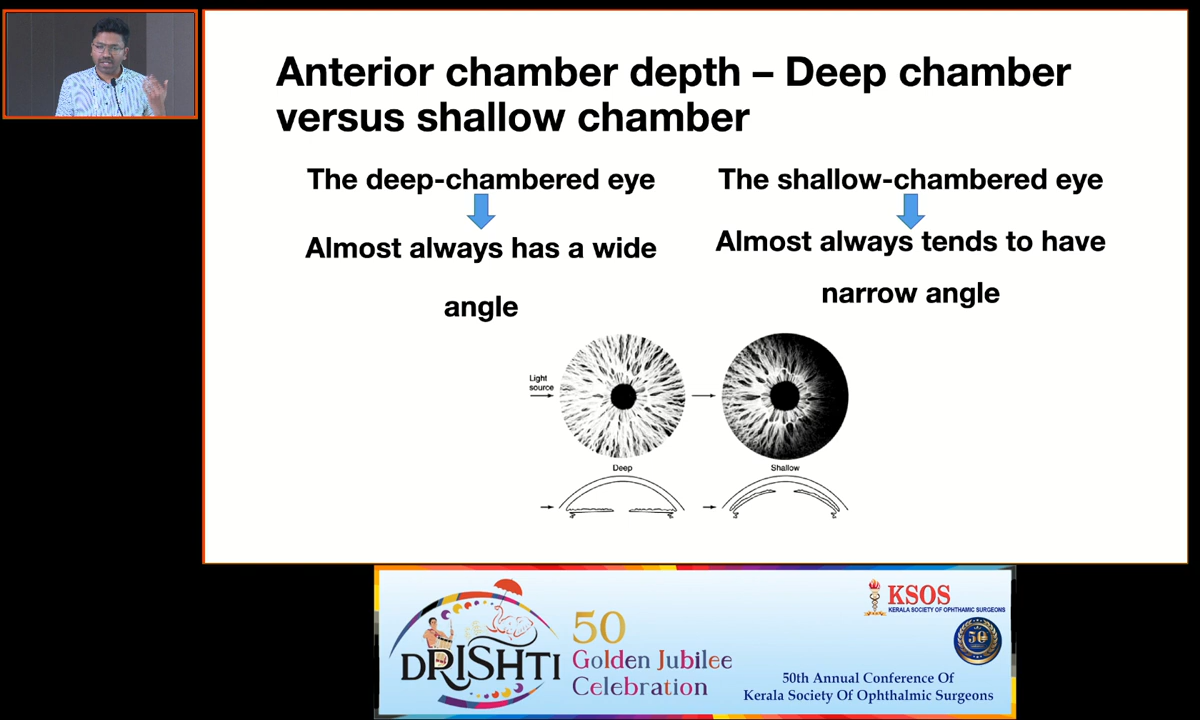 Anterior chamber depth – Deep chamber
versus shallow chamber
The deep-chambered eye
Almost always has a wide
angle
The shallow-chambered eye
Almost always tends to have
narrow angle
Light
source
Deep
Shallow
DRISHTI
50
Golden Jubilee
Celebration
KSOS
KERALA SOCIETY OF OPHTHAMIC SURGEONS
50
50th Annual Conference Of
Kerala Society Of Ophthalmic Surgeons